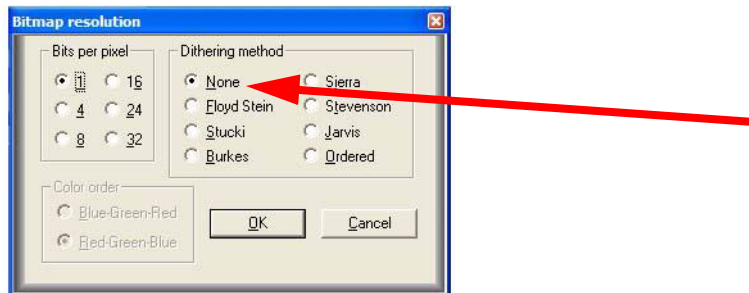 Bitmap resolution
Bits per pixel
1 16
4 24
8 32
Dithering method
None Sierra
Floyd Stein Stevenson
Stucki Jarvis
Burkes Ordered
Color order
Blue-Green-Red
Red-Green-Blue
OK Cancel